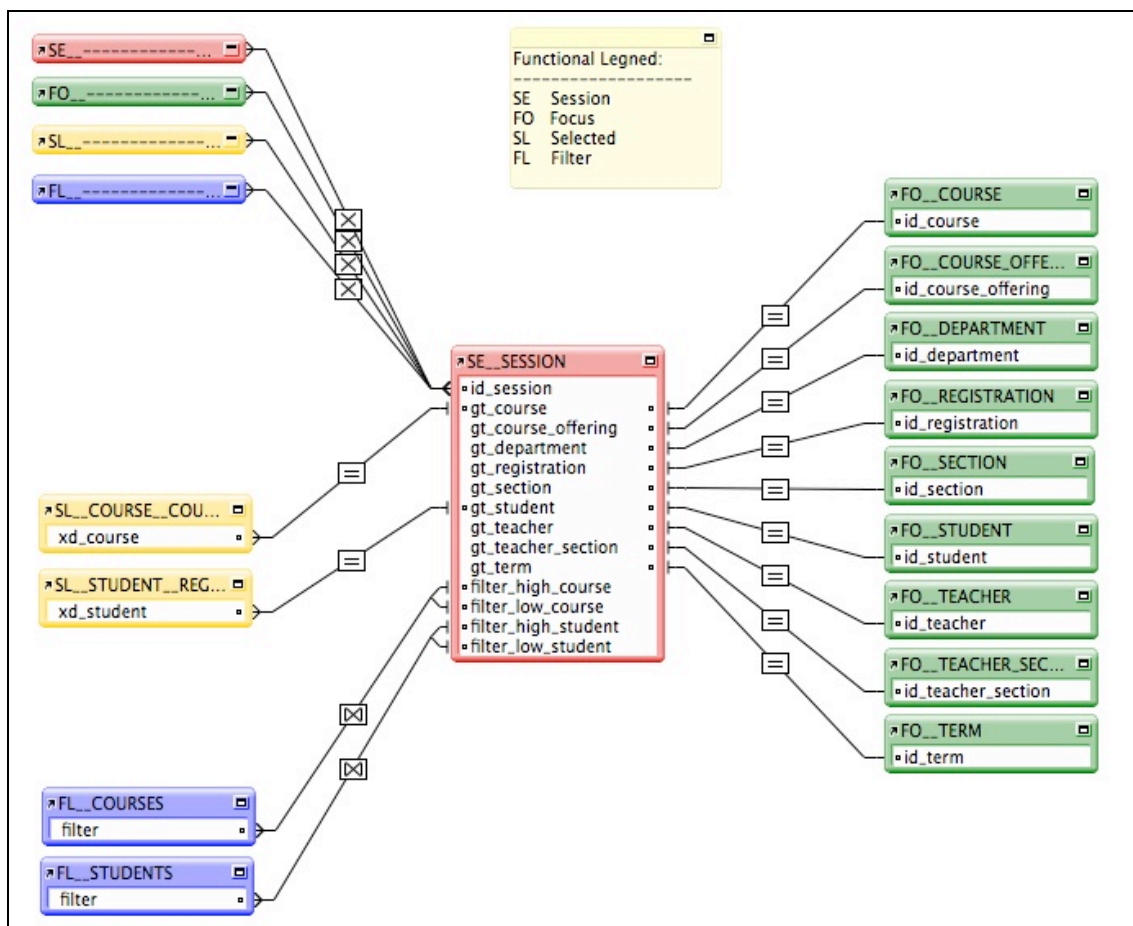 SE__-------------...
FO__-------------...
SL__-------------...
FL__-------------...
Functional Legned:
-------------------
SE Session
FO Focus
SL Selected
FL Filter
SE__SESSION
id_session
gt_course
gt_course_offering
gt_department
gt_registration
gt_section
gt_student
gt_teacher
gt_teacher_section
gt_term
filter_high_course
filter_low_course
filter_high_student
filter_low_student
SL__COURSE__COU...
xd_course
SL__STUDENT__REG...
xd_student
FL__COURSES
filter
FL__STUDENTS
filter
FO__COURSE
id_course
FO__COURSE_OFFE...
id_course_offering
FO__DEPARTMENT
id_department
FO__REGISTRATION
id_registration
FO__SECTION
id_section
FO__STUDENT
id_student
FO__TEACHER
id_teacher
FO__TEACHER_SEC...
id_teacher_section
FO__TERM
id_term